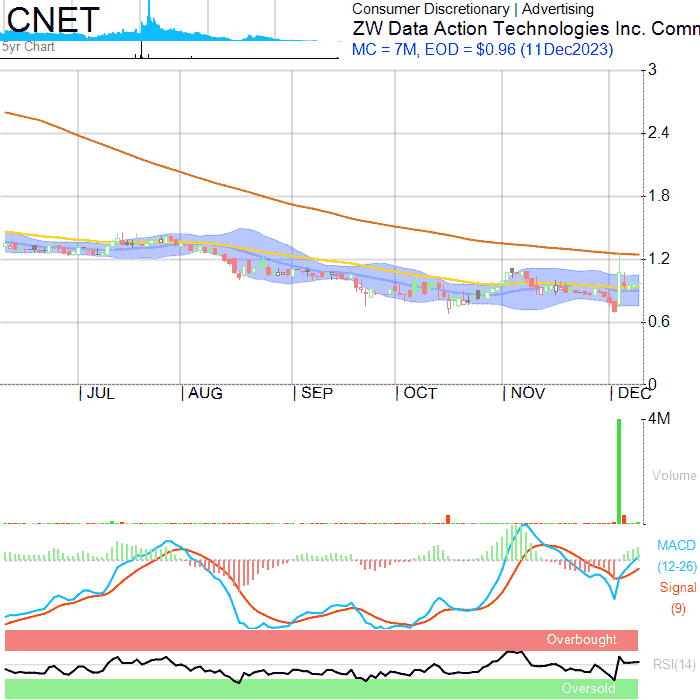 CNET
5yr Chart
Consumer Discretionary | Advertising
ZW Data Action Technologies Inc. Comm
MC = 7M, EOD = $0.96 (11Dec2023)
3
2.4
1.8
1.2
0.6
0
JUL AUG SEP OCT NOV DEC
4M
Volume
MACD
(12-26)
Signal
(9)
Overbought
RSI(14)
Oversold